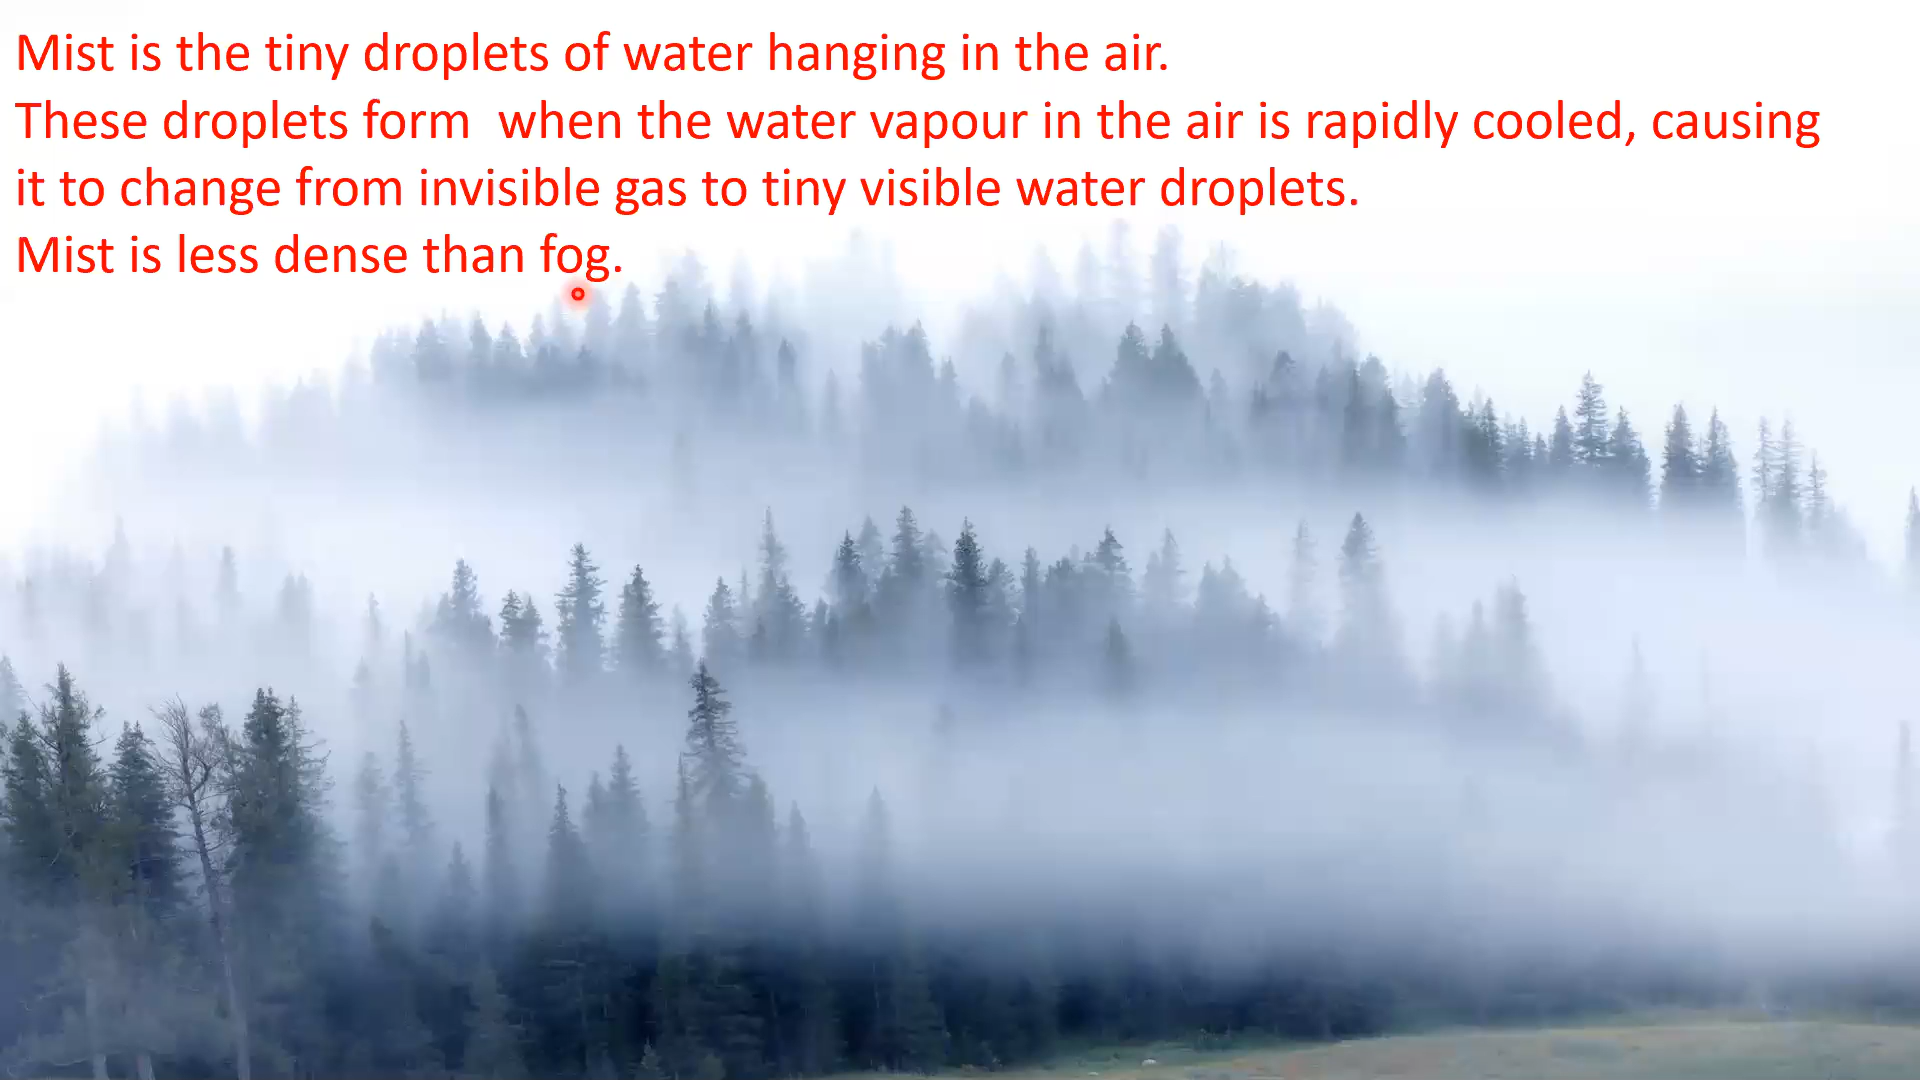 Mist is the tiny droplets of water hanging in the air.
These droplets form  when the water vapour in the air is rapidly cooled, causing
it to change from invisible gas to tiny visible water droplets.
Mist is less dense than fog.